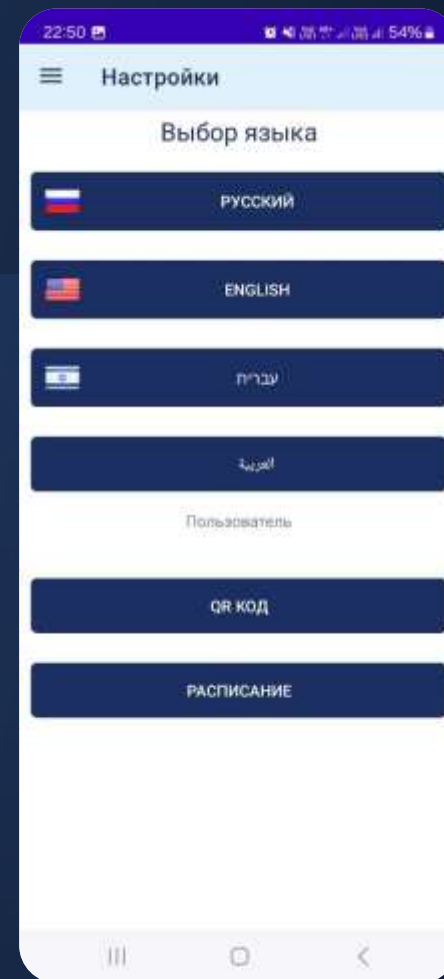 22:50 54%
Настройки
Выбор языка
РУССКИЙ
ENGLISH
עברית
العربية
Пользователь
QR КОД
РАСПИСАНИЕ